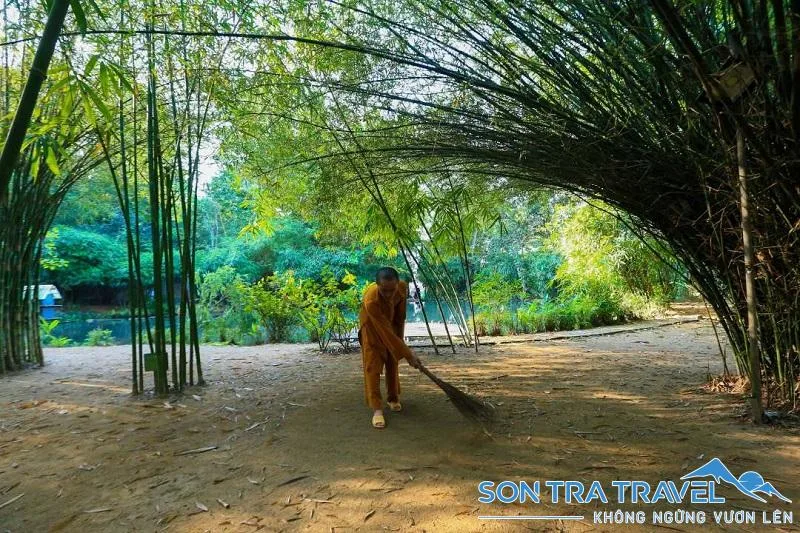 SON TRA TRAVEL
KHÔNG NGỪNG VƯƠN LÊN